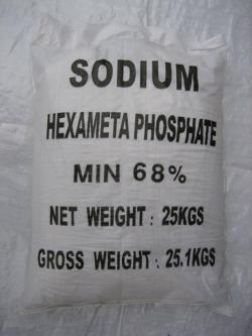 SODIUM
HEXAMETA PHOSPHATE
MIN 68%
NET WEIGHT : 25KGS
GROSS WEIGHT : 25.1KGS